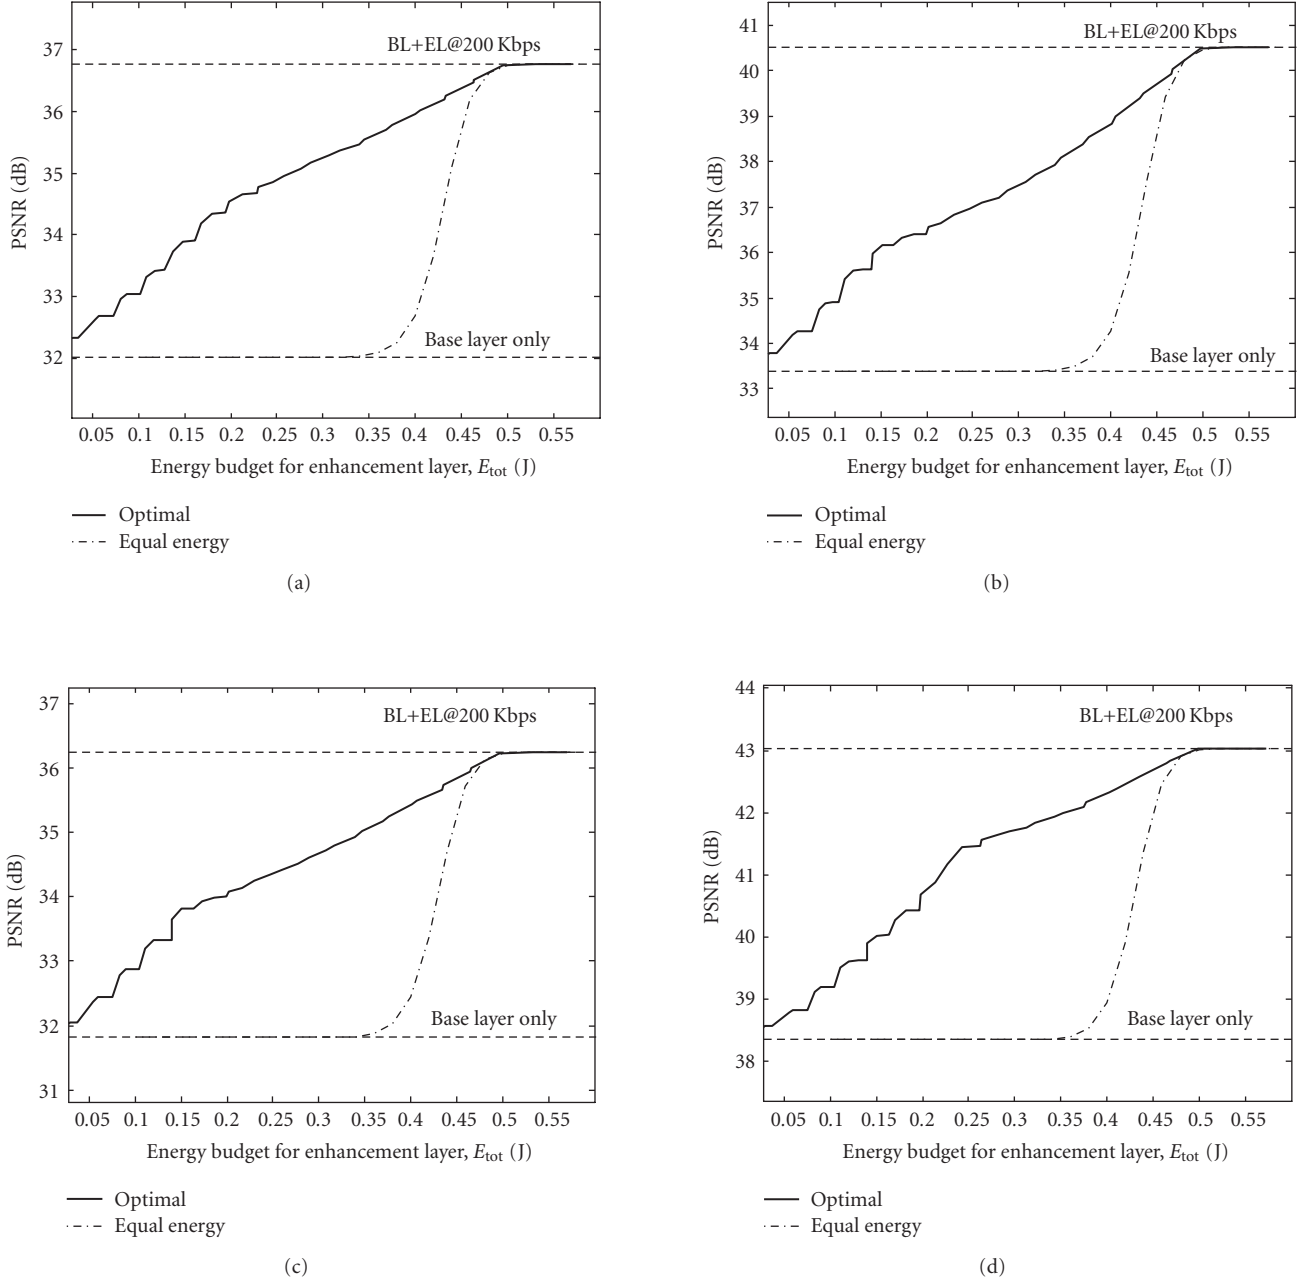 37
36
35
34
33
32
PSNR (dB)
BL+EL@200 Kbps
Base layer only
0.05 0.1 0.15 0.2 0.25 0.3 0.35 0.4 0.45 0.5 0.55
Energy budget for enhancement layer, Etot (J)
Optimal
Equal energy
(a)
41
40
39
38
37
36
35
34
33
PSNR (dB)
BL+EL@200 Kbps
Base layer only
0.05 0.1 0.15 0.2 0.25 0.3 0.35 0.4 0.45 0.5 0.55
Energy budget for enhancement layer, Etot (J)
Optimal
Equal energy
(b)
37
36
35
34
33
32
31
PSNR (dB)
BL+EL@200 Kbps
Base layer only
0.05 0.1 0.15 0.2 0.25 0.3 0.35 0.4 0.45 0.5 0.55
Energy budget for enhancement layer, Etot (J)
Optimal
Equal energy
(c)
44
43
42
41
40
39
38
PSNR (dB)
BL+EL@200 Kbps
Base layer only
0.05 0.1 0.15 0.2 0.25 0.3 0.35 0.4 0.45 0.5 0.55
Energy budget for enhancement layer, Etot (J)
Optimal
Equal energy
(d)